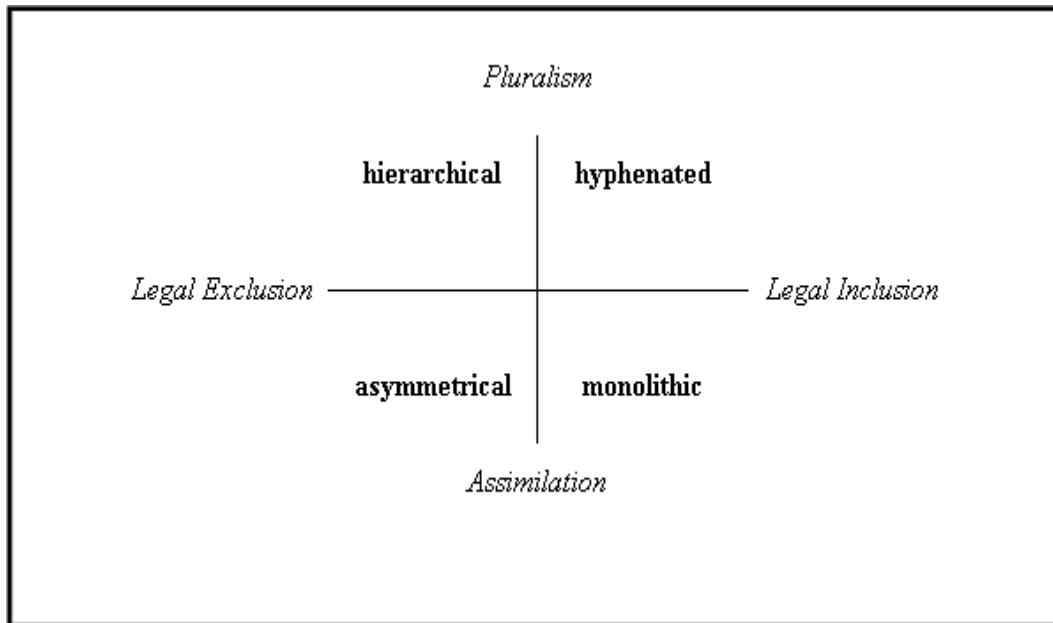 Pluralism
hierarchical hyphenated
Legal Exclusion Legal Inclusion
asymmetrical monolithic
Assimilation